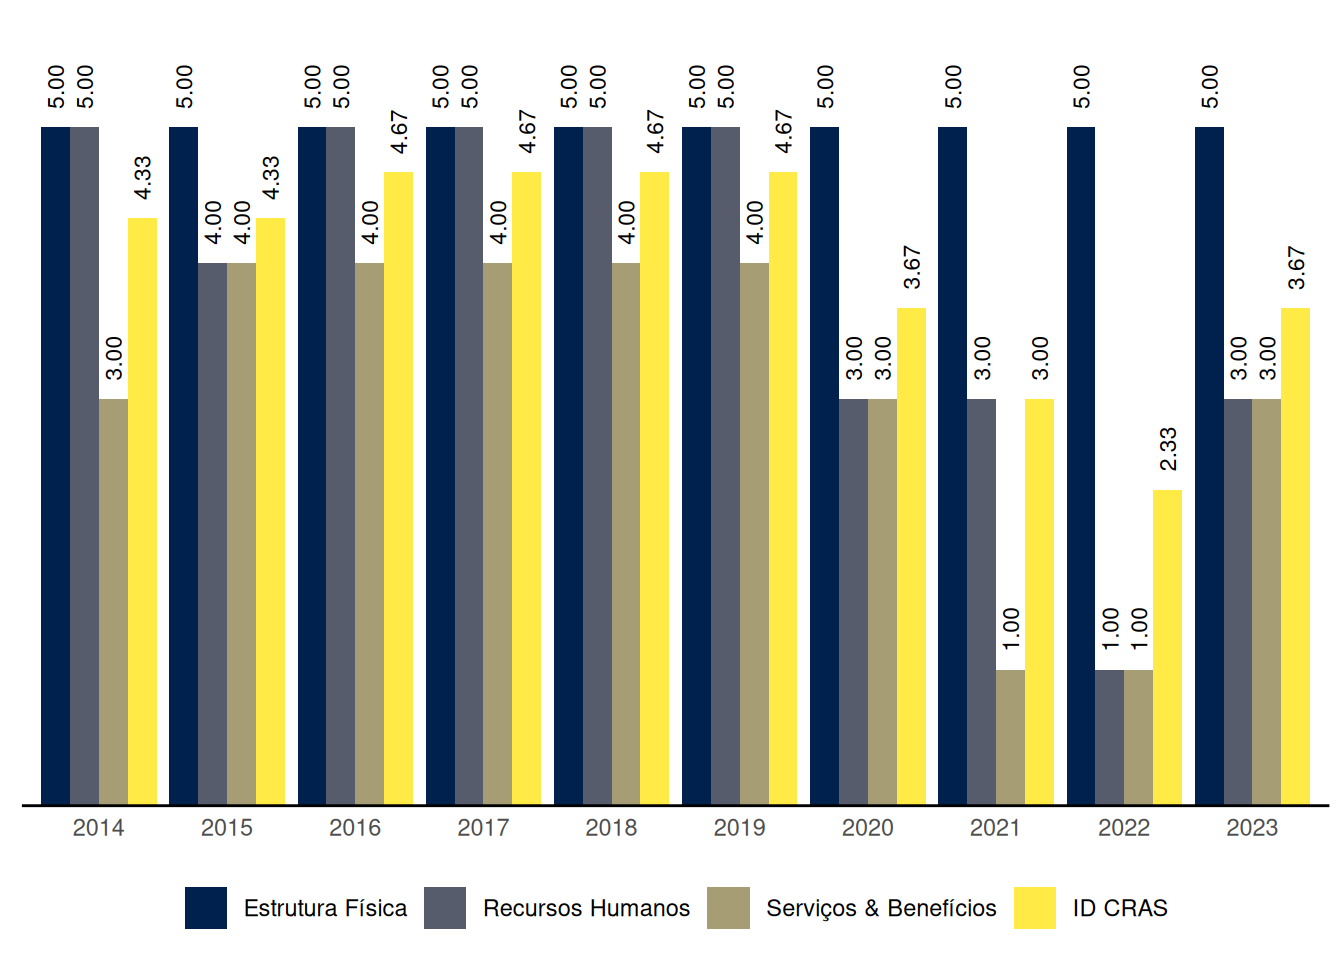 5.00 5.00 3.00 4.33 5.00 4.00 4.00 4.33 5.00 5.00 4.00 4.67 5.00 5.00 4.00 4.67 5.00 5.00 4.00 4.67 5.00 5.00 4.00 4.67 5.00 3.00 3.00 3.67 5.00 3.00 1.00 3.00 5.00 1.00 1.00 2.33 5.00 3.00 3.00 3.67
2014 2015 2016 2017 2018 2019 2020 2021 2022 2023
Estrutura Física Recursos Humanos Serviços & Benefícios ID CRAS